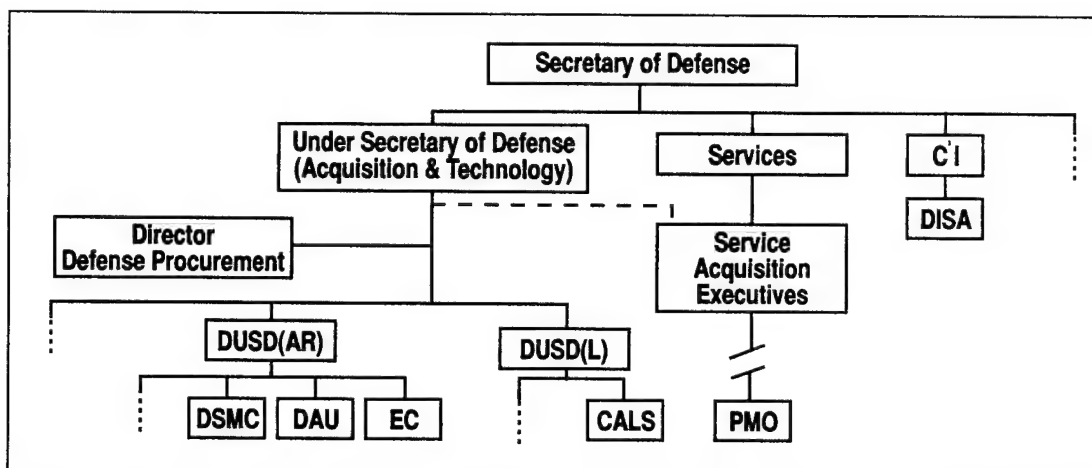 Secretary of Defense
Under Secretary of Defense
(Acquisition & Technology)
Services
C³I
DISA
Director
Defense Procurement
Service
Acquisition
Executives
DUSD(AR)
DUSD(L)
DSMC
DAU
EC
CALS
PMO